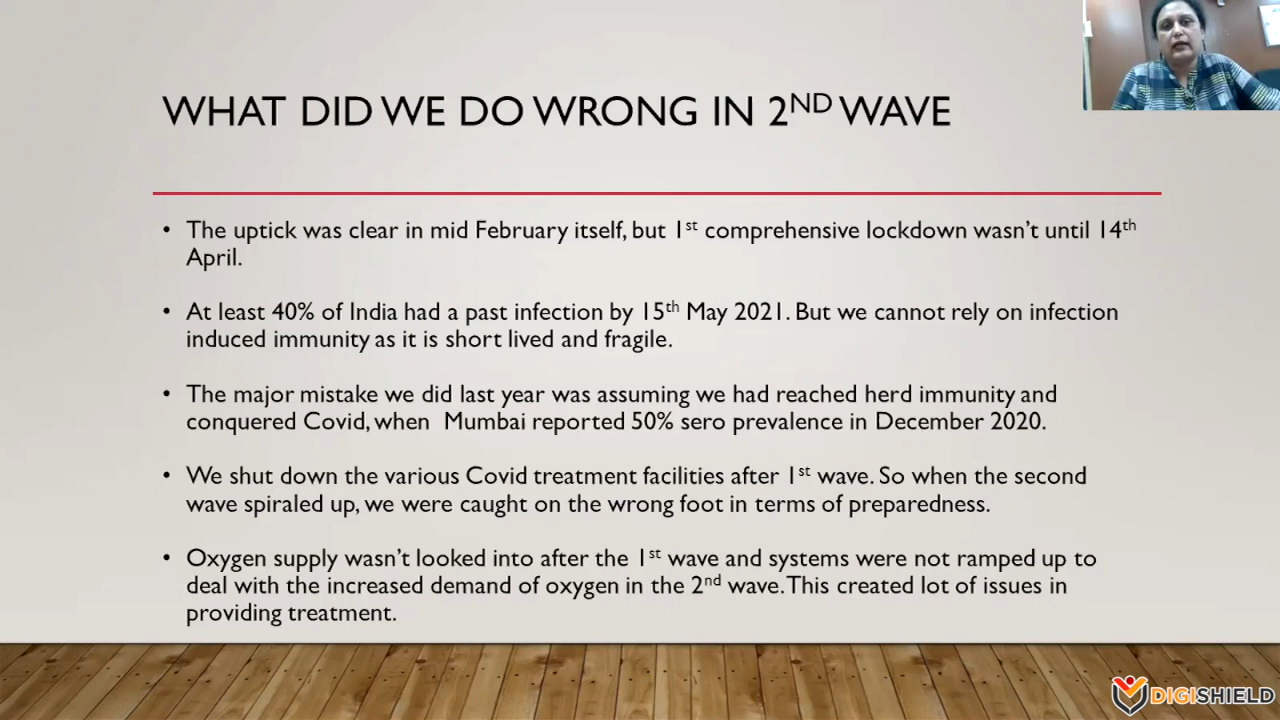 WHAT DID WE DO WRONG IN 2ND WAVE
• The uptick was clear in mid February itself, but 1st comprehensive lockdown wasn't until 14th
April.
• At least 40% of India had a past infection by 15th May 2021. But we cannot rely on infection
induced immunity as it is short lived and fragile.
• The major mistake we did last year was assuming we had reached herd immunity and
conquered Covid, when Mumbai reported 50% sero prevalence in December 2020.
• We shut down the various Covid treatment facilities after 1st wave. So when the second
wave spiraled up, we were caught on the wrong foot in terms of preparedness.
• Oxygen supply wasn't looked into after the 1st wave and systems were not ramped up to
deal with the increased demand of oxygen in the 2nd wave. This created lot of issues in
providing treatment.
DIGISHIELD